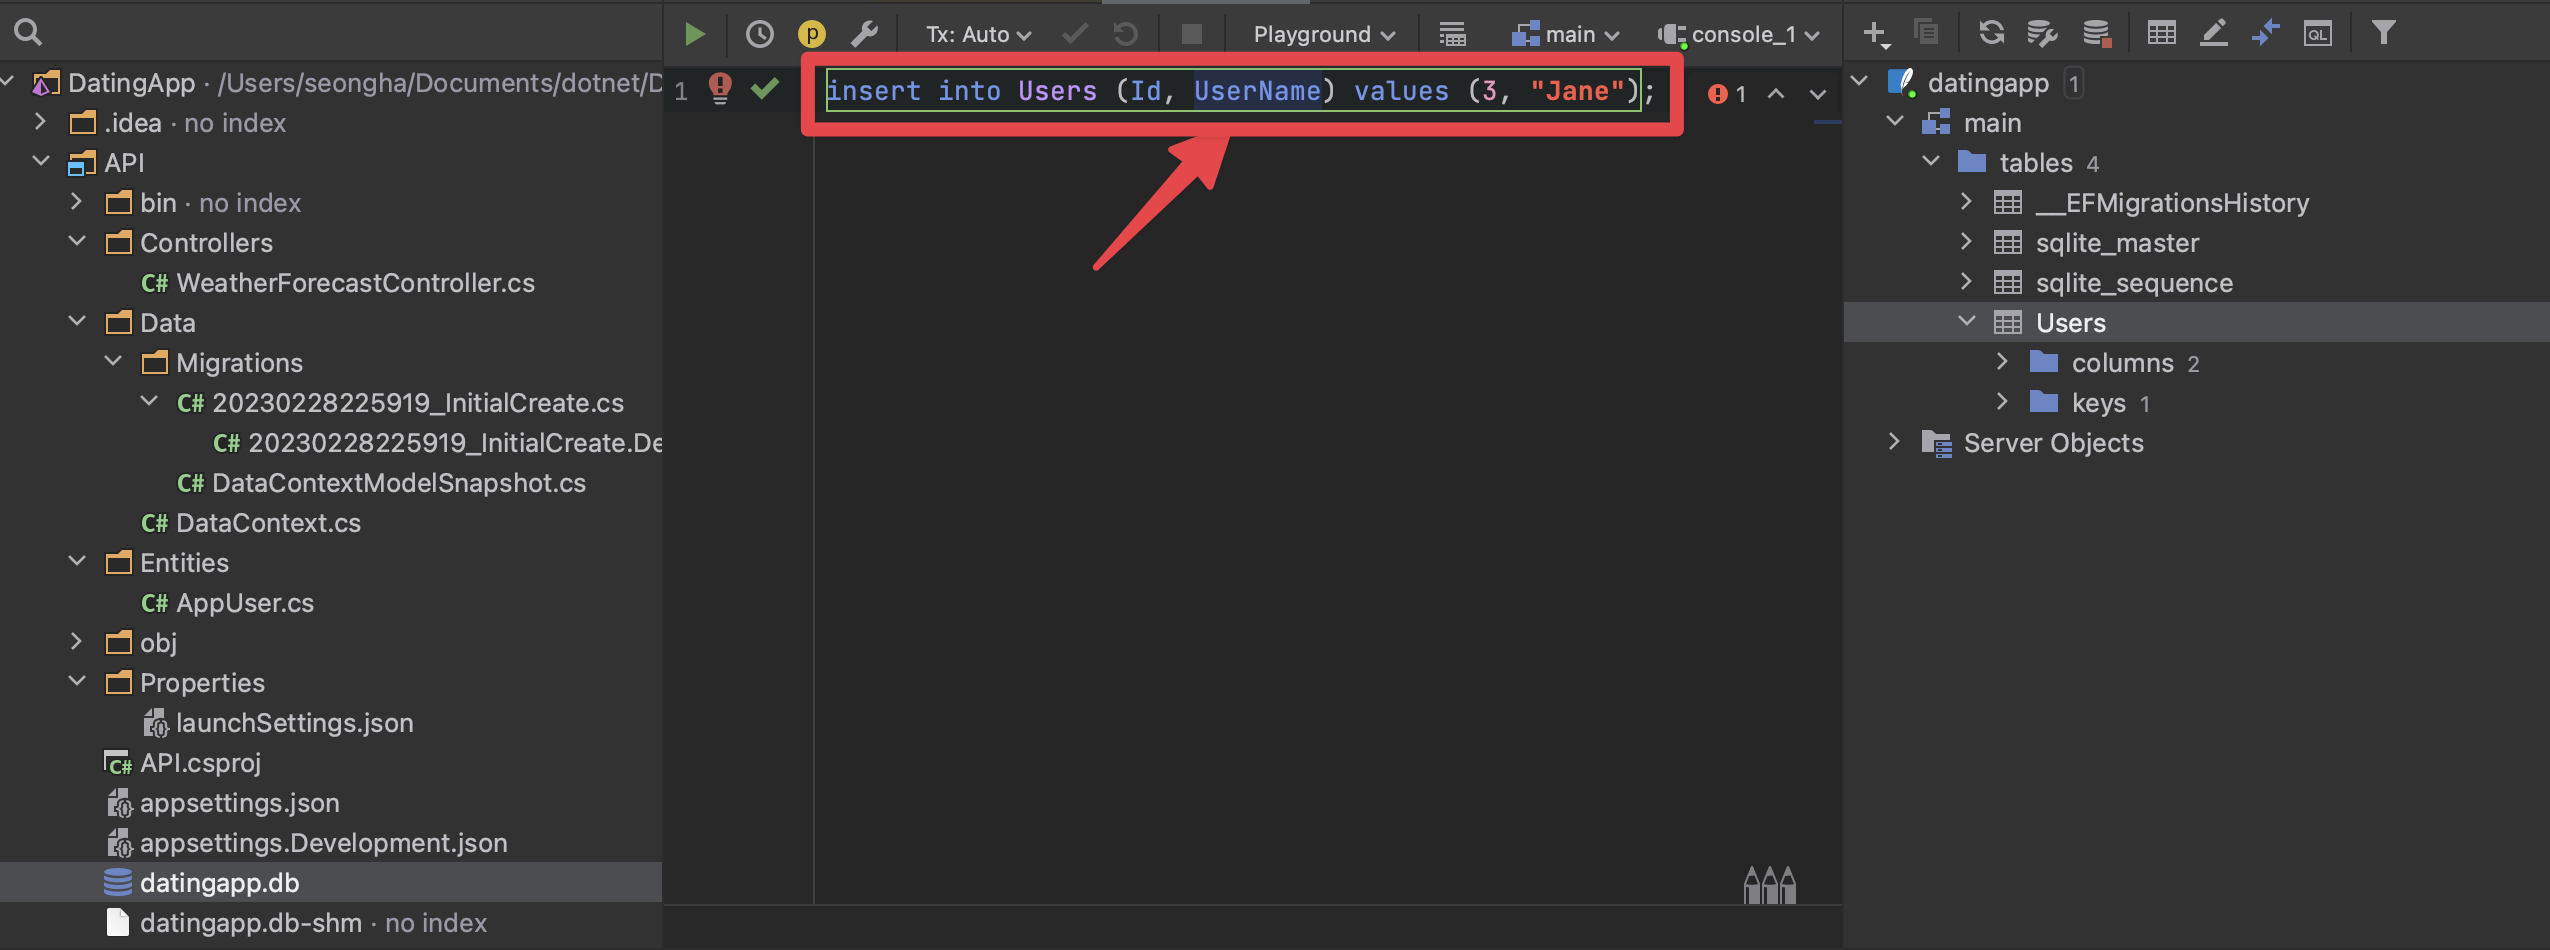 DatingApp · /Users/seongha/Documents/dotnet/D
.idea · no index
API
bin · no index
Controllers
C# WeatherForecastController.cs
Data
Migrations
C# 20230228225919_InitialCreate.cs
C# 20230228225919_InitialCreate.De
C# DataContextModelSnapshot.cs
C# DataContext.cs
Entities
C# AppUser.cs
obj
Properties
launchSettings.json
C# API.csproj
appsettings.json
appsettings.Development.json
datingapp.db
datingapp.db-shm · no index
p Tx: Auto Playground main console_1
1 insert into Users (Id, UserName) values (3, "Jane"); 1
QL
datingapp 1
main
tables 4
__EFMigrationsHistory
sqlite_master
sqlite_sequence
Users
columns 2
keys 1
Server Objects